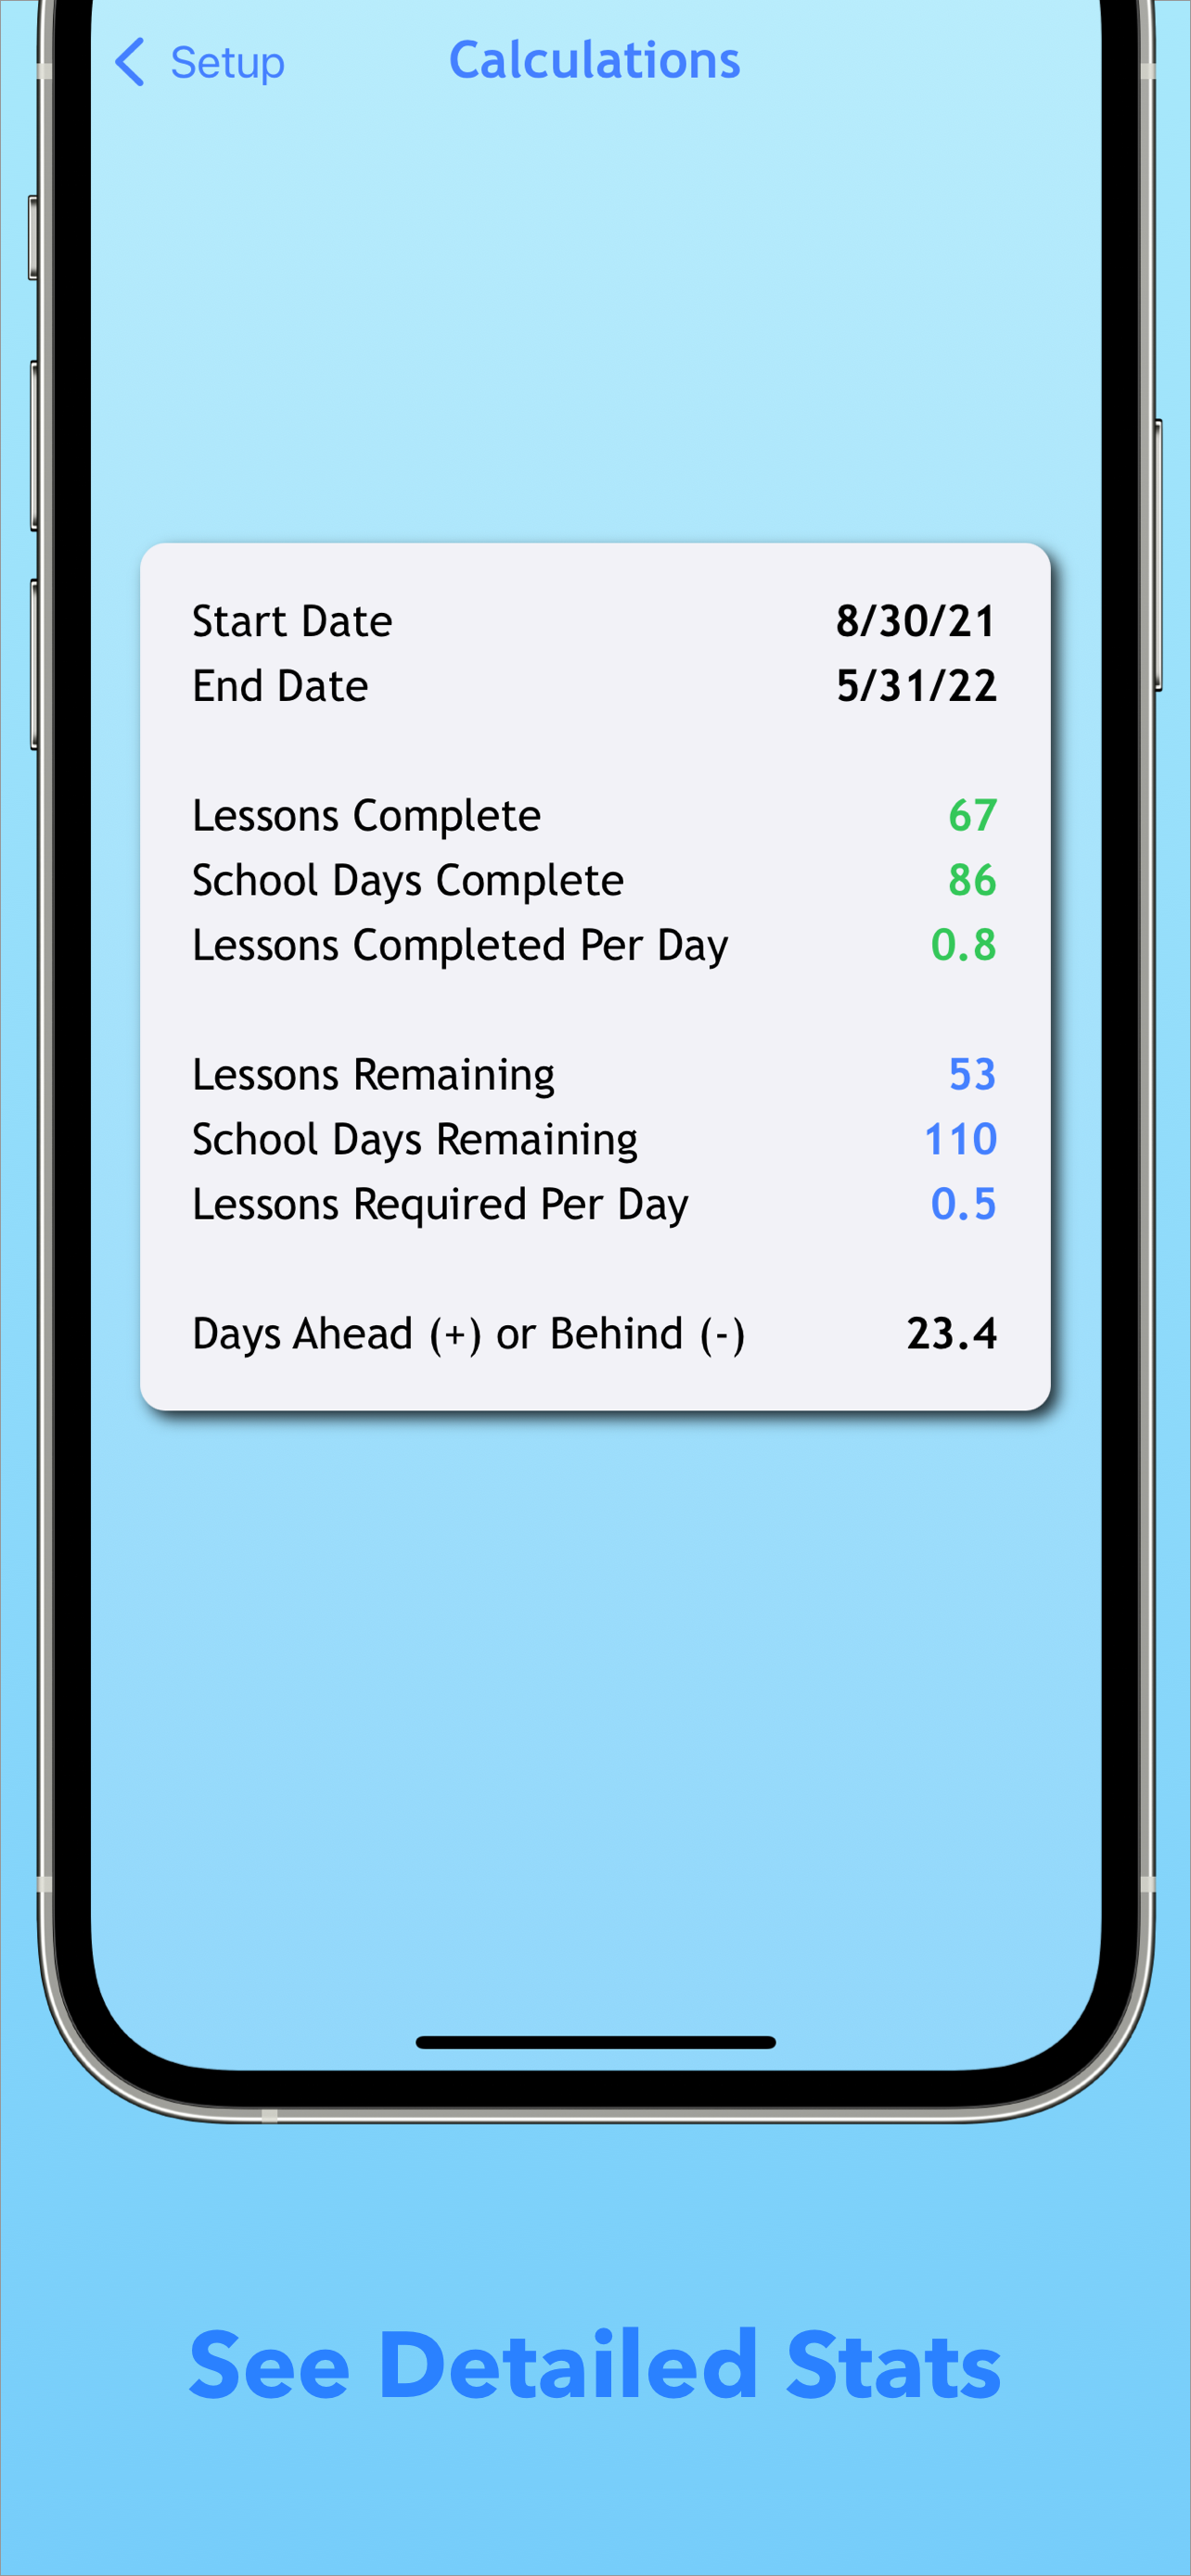 Setup
Calculations
Start Date 8/30/21
End Date 5/31/22
Lessons Complete 67
School Days Complete 86
Lessons Completed Per Day 0.8
Lessons Remaining 53
School Days Remaining 110
Lessons Required Per Day 0.5
Days Ahead (+) or Behind (-) 23.4
See Detailed Stats